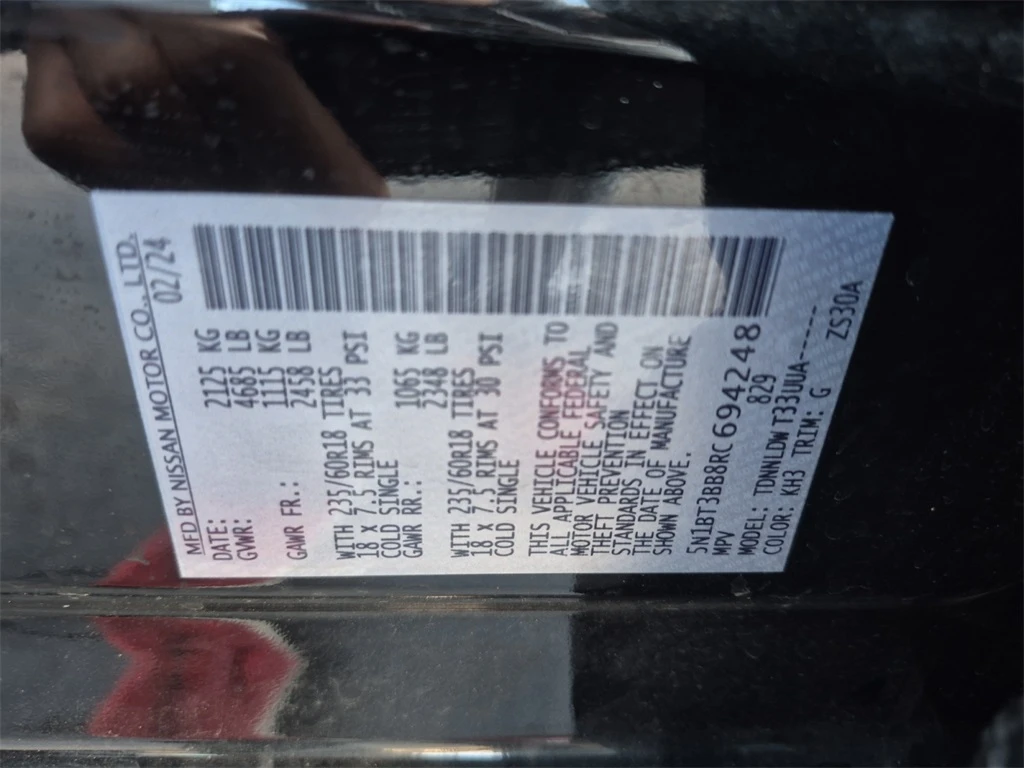 MFD BY NISSAN MOTOR CO., LTD.
DATE: 02/24
GVWR: 2125 KG
4685 LB
GAWR FR.: 1115 KG
2458 LB
WITH 235/60R18 TIRES
18 X 7.5 RIMS AT 33 PSI
COLD SINGLE
GAWR RR.: 1065 KG
2348 LB
WITH 235/60R18 TIRES
18 X 7.5 RIMS AT 30 PSI
COLD SINGLE
THIS VEHICLE CONFORMS TO
ALL APPLICABLE FEDERAL
MOTOR VEHICLE SAFETY AND
THEFT PREVENTION
STANDARDS IN EFFECT ON
THE DATE OF MANUFACTURE
SHOWN ABOVE.
5N1BT3BB8RC694248
MPV 829
MODEL: TDNNLDW T33UUA------
COLOR: KH3 TRIM: G ZS30A